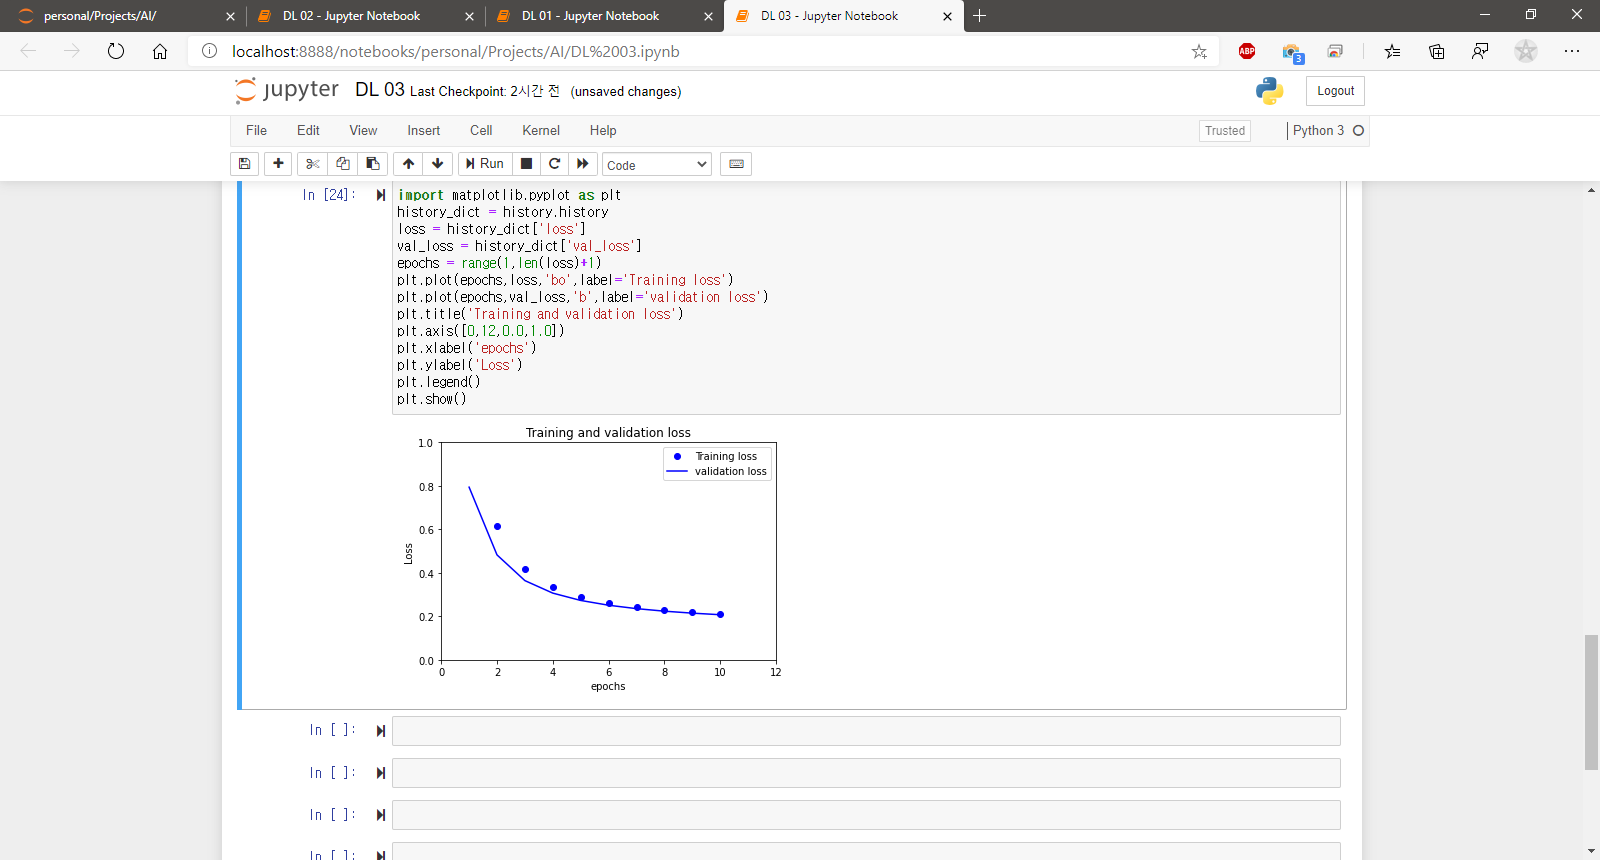 personal/Projects/AI/
DL 02 - Jupyter Notebook
DL 01 - Jupyter Notebook
DL 03 - Jupyter Notebook
localhost:8888/notebooks/personal/Projects/AI/DL%2003.ipynb
ABP
3
jupyter DL 03 Last Checkpoint: 2시간 전 (unsaved changes)
Logout
File Edit View Insert Cell Kernel Help
Trusted
Python 3
Run
Code
In [24]:
import matplotlib.pyplot as plt
history_dict = history.history
loss = history_dict['loss']
val_loss = history_dict['val_loss']
epochs = range(1,len(loss)+1)
plt.plot(epochs,loss,'bo',label='Training loss')
plt.plot(epochs,val_loss,'b',label='validation loss')
plt.title('Training and validation loss')
plt.axis([0,12,0.0,1.0])
plt.xlabel('epochs')
plt.ylabel('Loss')
plt.legend()
plt.show()
Training and validation loss
Training loss
validation loss
1.0
0.8
0.6
0.4
0.2
0.0
Loss
0 2 4 6 8 10 12
epochs
In [ ]:
In [ ]:
In [ ]:
In [ ]: